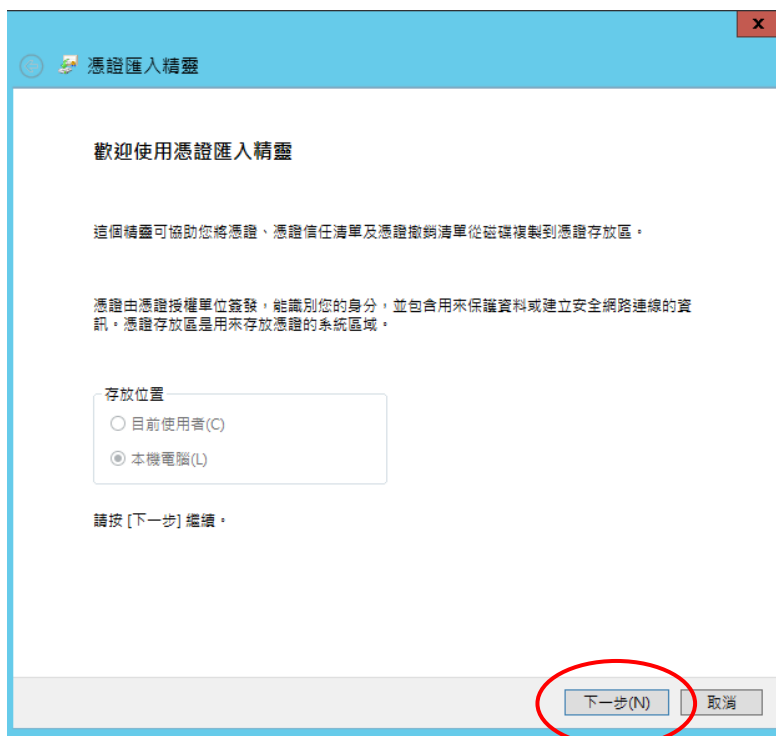 x
憑證匯入精靈
歡迎使用憑證匯入精靈
這個精靈可協助您將憑證、憑證信任清單及憑證撤銷清單從磁碟複製到憑證存放區。
憑證由憑證授權單位簽發，能識別您的身分，並包含用來保護資料或建立安全網路連線的資
訊。憑證存放區是用來存放憑證的系統區域。
存放位置
目前使用者(C)
本機電腦(L)
請按 [下一步] 繼續。
下一步(N) 取消